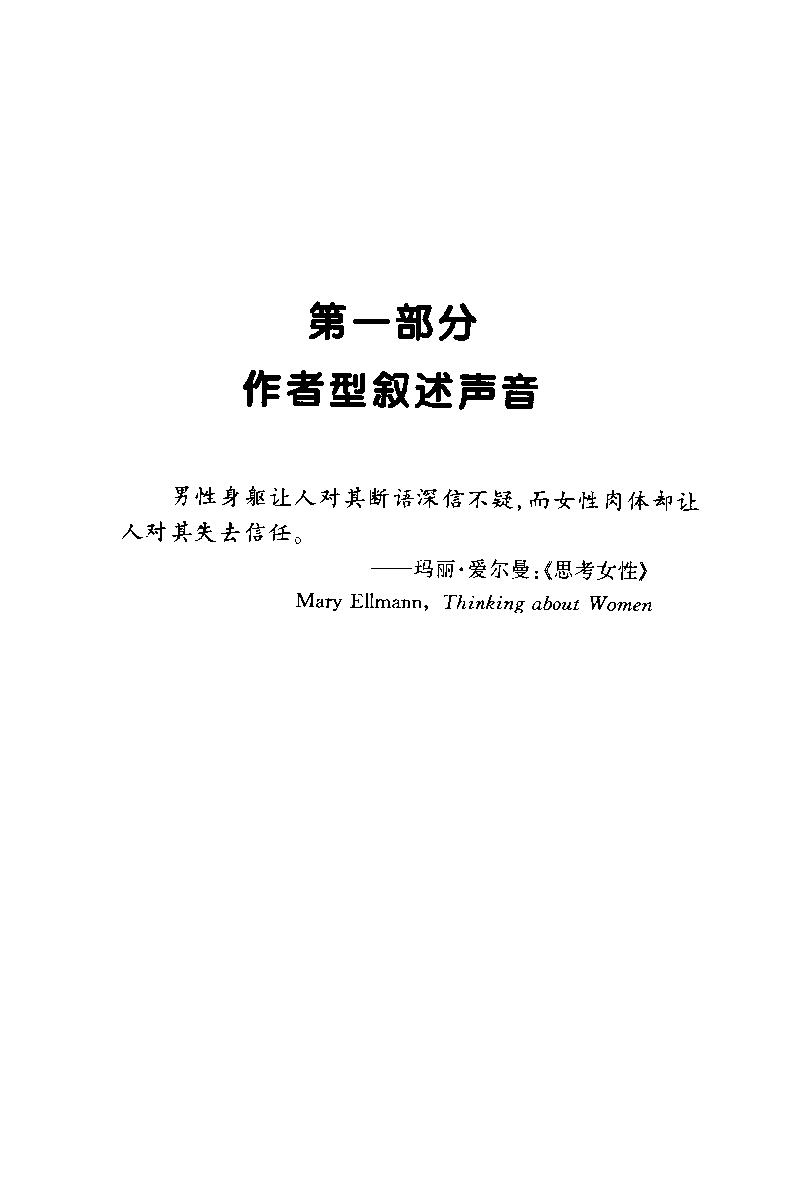 第一部分
作者型叙述声音
男性身躯让人对其断语深信不疑,而女性肉体却让
人对其失去信任。
——玛丽·爱尔曼:《思考女性》
Mary Ellmann, Thinking about Women